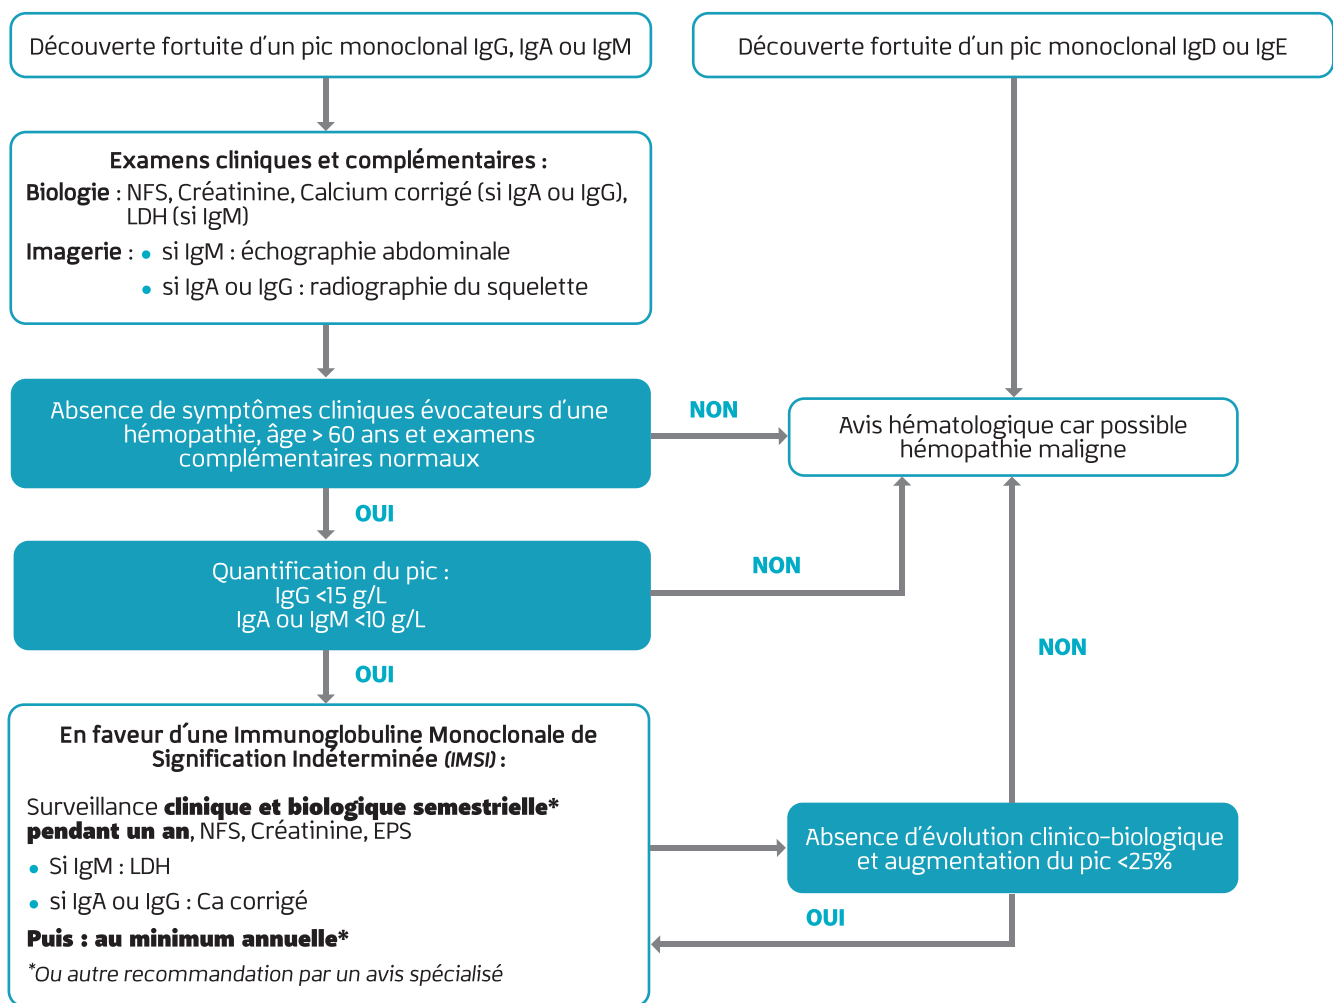 Découverte fortuite d'un pic monoclonal IgG, IgA ou IgM
Découverte fortuite d'un pic monoclonal IgD ou IgE
Examens cliniques et complémentaires :
Biologie : NFS, Créatinine, Calcium corrigé (si IgA ou IgG),
LDH (si IgM)
Imagerie : • si IgM : échographie abdominale
• si IgA ou IgG : radiographie du squelette
Absence de symptômes cliniques évocateurs d'une
hémopathie, âge > 60 ans et examens
complémentaires normaux
NON
Avis hématologique car possible
hémopathie maligne
OUI
Quantification du pic :
IgG <15 g/L
IgA ou IgM <10 g/L
NON
NON
OUI
En faveur d'une Immunoglobuline Monoclonale de
Signification Indéterminée (IMSI) :
Surveillance clinique et biologique semestrielle*
pendant un an, NFS, Créatinine, EPS
• Si IgM : LDH
• si IgA ou IgG : Ca corrigé
Puis : au minimum annuelle*
*Ou autre recommandation par un avis spécialisé
Absence d'évolution clinico-biologique
et augmentation du pic <25%
OUI